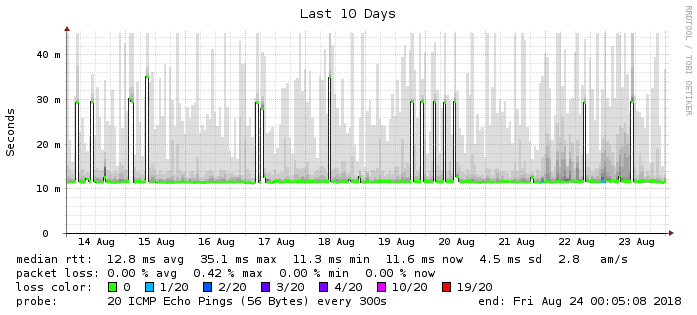 Last 10 Days
RRDTOOL / TOBI OETIKER
Seconds
40 m
30 m
20 m
10 m
0
14 Aug 15 Aug 16 Aug 17 Aug 18 Aug 19 Aug 20 Aug 21 Aug 22 Aug 23 Aug
median rtt: 12.8 ms avg 35.1 ms max 11.3 ms min 11.6 ms now 4.5 ms sd 2.8 am/s
packet loss: 0.00 % avg 0.42 % max 0.00 % min 0.00 % now
loss color: 0 1/20 2/20 3/20 4/20 10/20 19/20
probe: 20 ICMP Echo Pings (56 Bytes) every 300s end: Fri Aug 24 00:05:08 2018